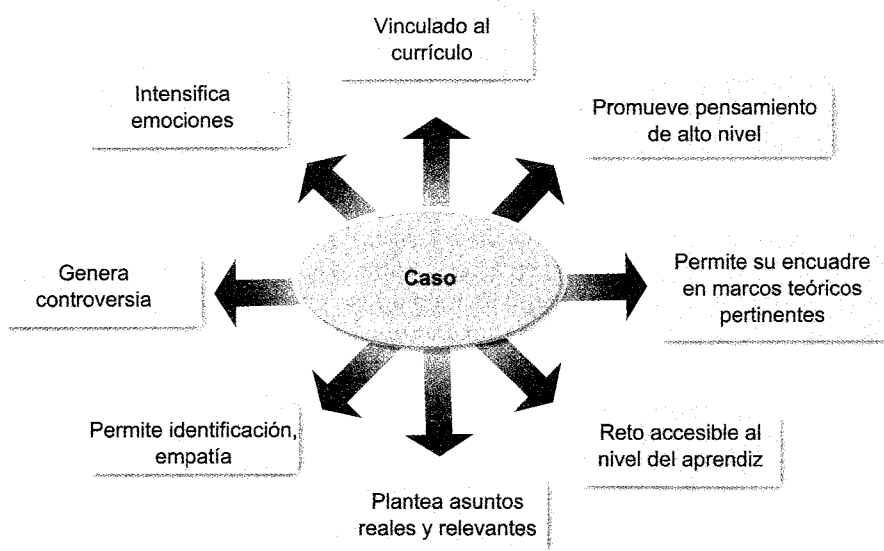 Vinculado al
currículo
Intensifica
emociones
Promueve pensamiento
de alto nivel
Genera
controversia
Caso
Permite su encuadre
en marcos teóricos
pertinentes
Permite identificación,
empatía
Reto accesible al
nivel del aprendiz
Plantea asuntos
reales y relevantes